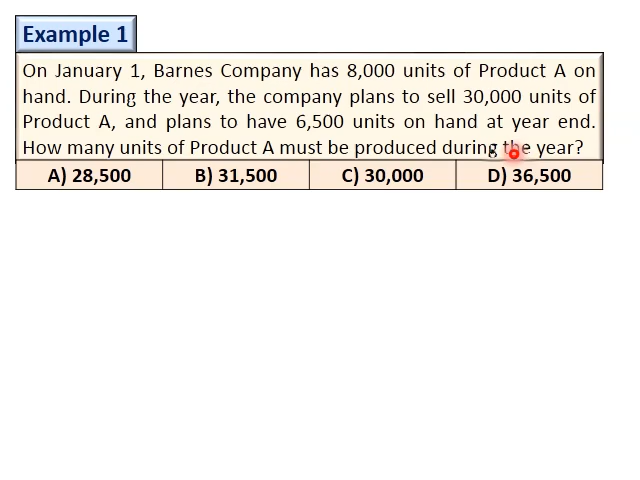 Example 1
On January 1, Barnes Company has 8,000 units of Product A on
hand. During the year, the company plans to sell 30,000 units of
Product A, and plans to have 6,500 units on hand at year end.
How many units of Product A must be produced during the year?
A) 28,500 B) 31,500 C) 30,000 D) 36,500